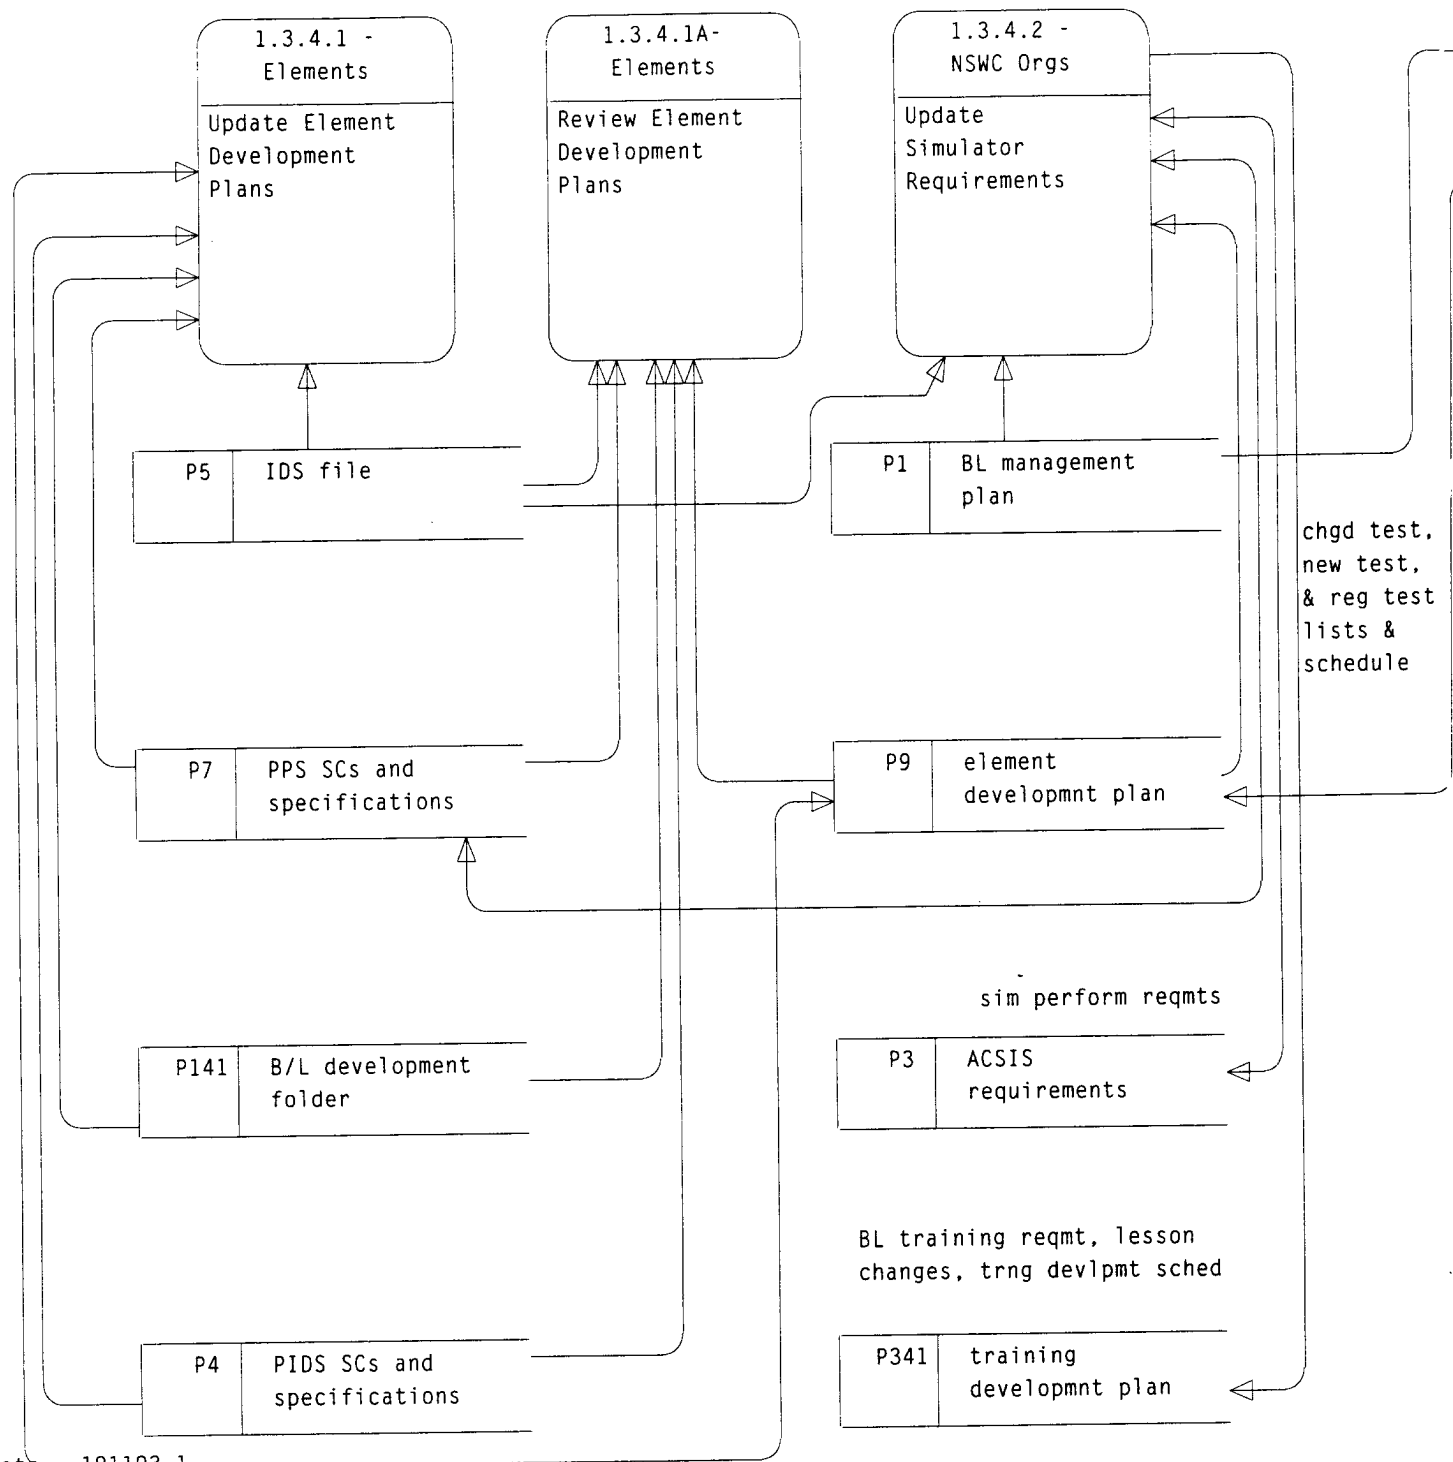 1.3.4.1 -
Elements
Update Element
Development
Plans
1.3.4.1A-
Elements
Review Element
Development
Plans
1.3.4.2 -
NSWC Orgs
Update
Simulator
Requirements
P5
IDS file
P1
BL management
plan
chgd test,
new test,
& reg test
lists &
schedule
P7
PPS SCs and
specifications
P9
element
developmnt plan
sim perform reqmts
P141
B/L development
folder
P3
ACSIS
requirements
BL training reqmt, lesson
changes, trng devlpmt sched
P4
PIDS SCs and
specifications
P341
training
developmnt plan